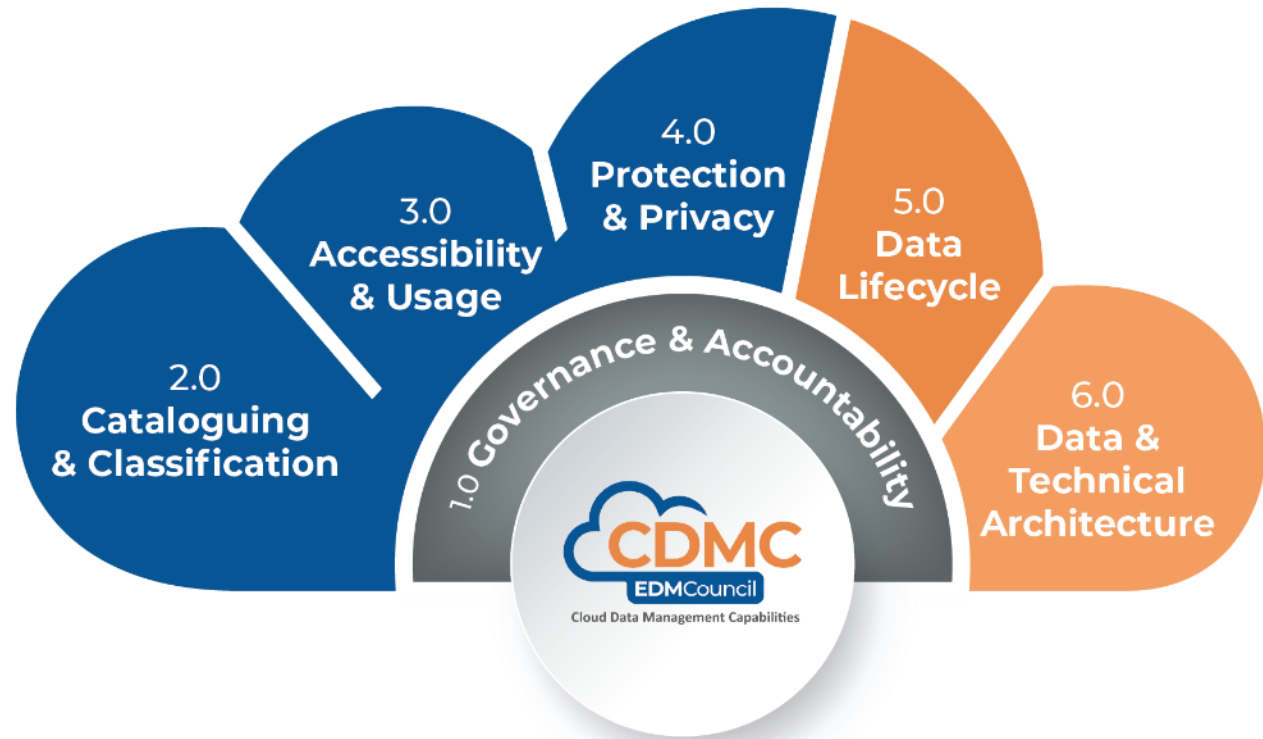 1.0 Governance & Accountability
2.0
Cataloguing
& Classification
3.0
Accessibility
& Usage
4.0
Protection
& Privacy
5.0
Data
Lifecycle
6.0
Data &
Technical
Architecture
CDMC
EDMCouncil
Cloud Data Management Capabilities